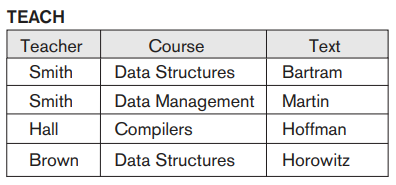 TEACH
Teacher Course Text
Smith Data Structures Bartram
Smith Data Management Martin
Hall Compilers Hoffman
Brown Data Structures Horowitz